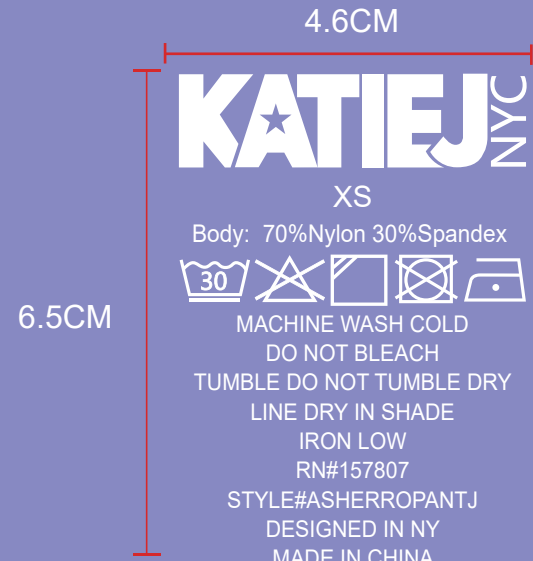 4.6CM
KATIEJ NYC
XS
Body: 70%Nylon 30%Spandex
30
6.5CM
MACHINE WASH COLD
DO NOT BLEACH
TUMBLE DO NOT TUMBLE DRY
LINE DRY IN SHADE
IRON LOW
RN#157807
STYLE#ASHERROPANTJ
DESIGNED IN NY
MADE IN CHINA